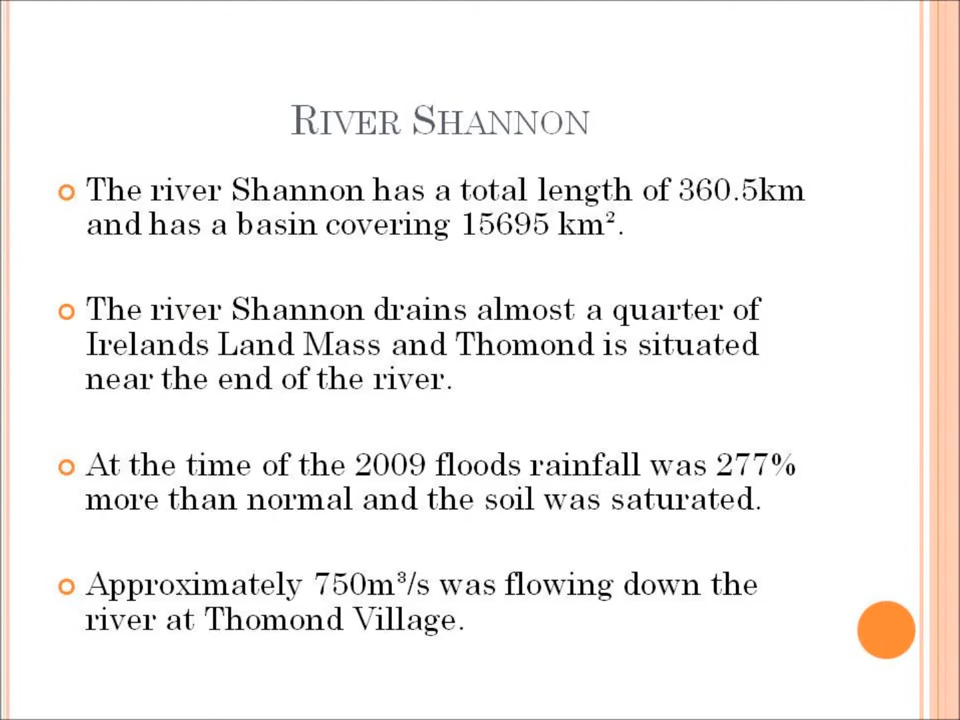 RIVER SHANNON
The river Shannon has a total length of 360.5km
and has a basin covering 15695 km².
The river Shannon drains almost a quarter of
Irelands Land Mass and Thomond is situated
near the end of the river.
At the time of the 2009 floods rainfall was 277%
more than normal and the soil was saturated.
Approximately 750m³/s was flowing down the
river at Thomond Village.